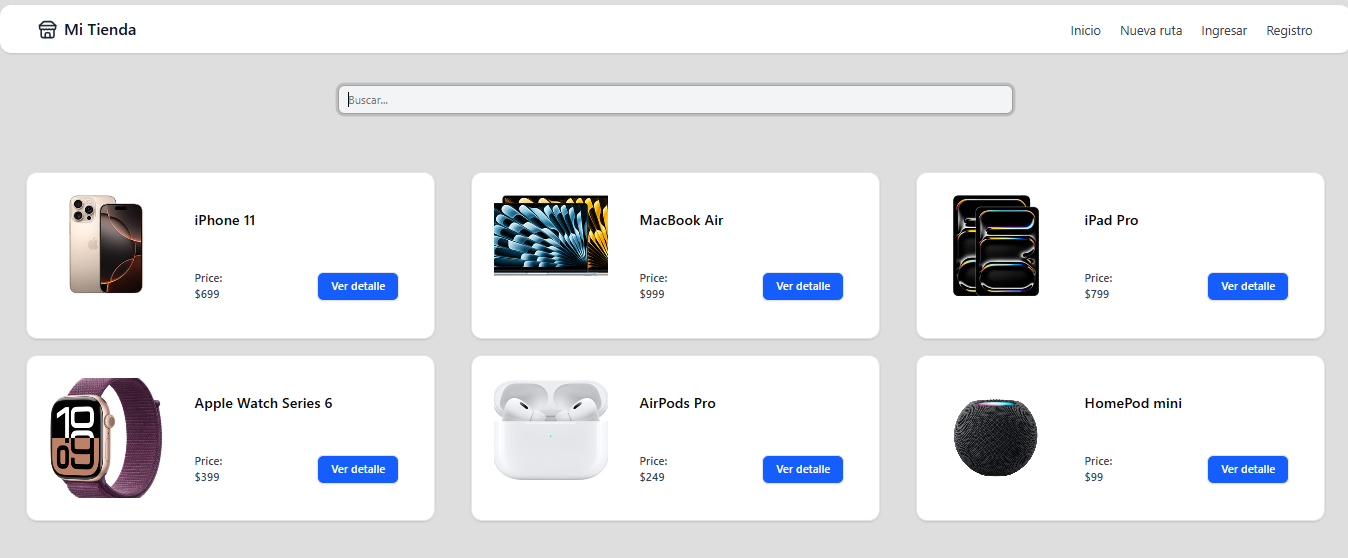 Mi Tienda
Inicio Nueva ruta Ingresar Registro
Buscar...
iPhone 11
Price:
$699
Ver detalle
MacBook Air
Price:
$999
Ver detalle
iPad Pro
Price:
$799
Ver detalle
10
09
Apple Watch Series 6
Price:
$399
Ver detalle
AirPods Pro
Price:
$249
Ver detalle
HomePod mini
Price:
$99
Ver detalle